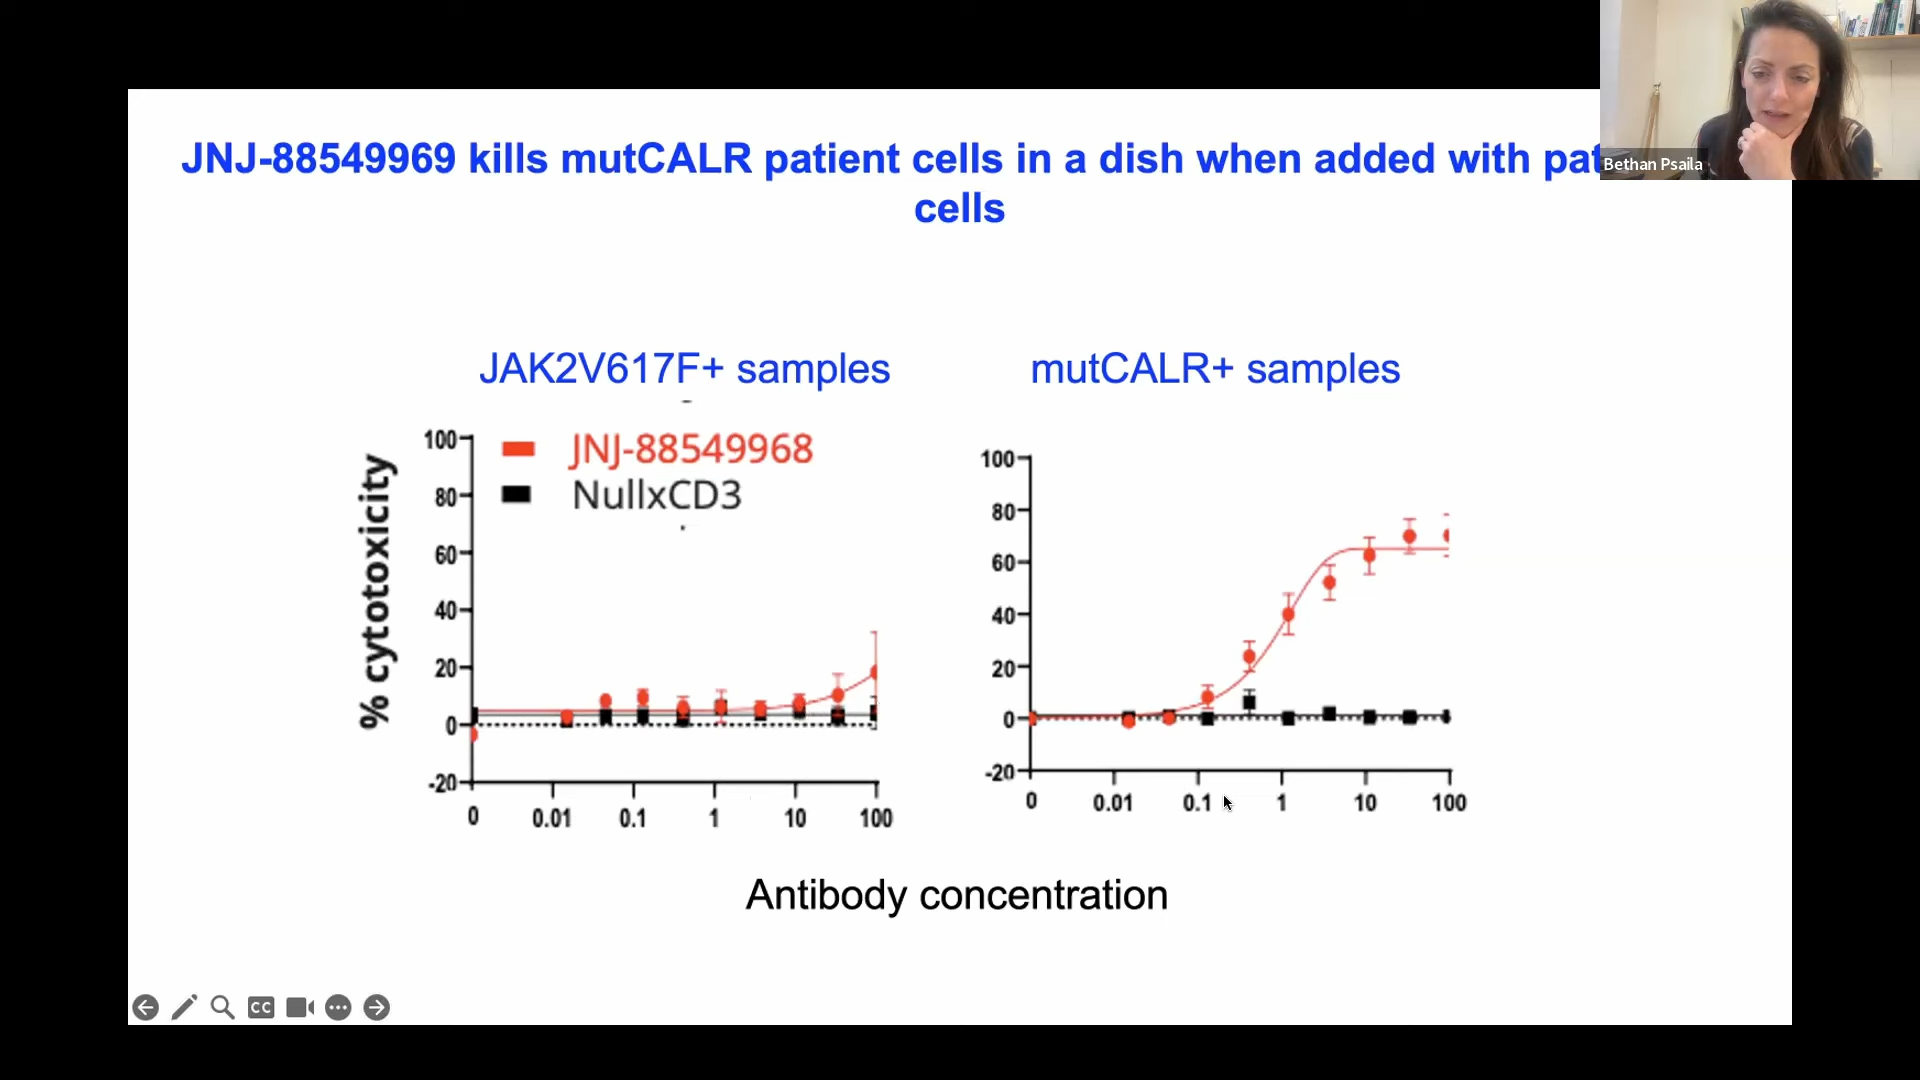 JNJ-88549969 kills mutCALR patient cells in a dish when added with pat
cells
Bethan Psaila
JAK2V617F+ samples
mutCALR+ samples
% cytotoxicity
100
80
60
40
20
0
-20
JNJ-88549968
NullxCD3
0 0.01 0.1 1 10 100
100
80
60
40
20
0
-20
0 0.01 0.1 1 10 100
Antibody concentration
CC